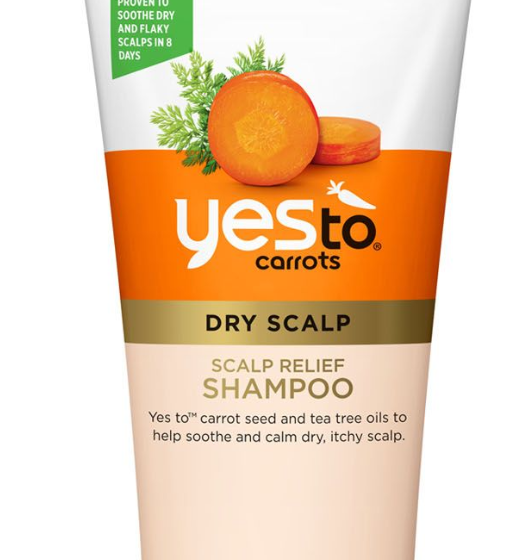 PROVEN TO
SOOTHE DRY
AND FLAKY
SCALPS IN 8
DAYS
yes to®
carrots
DRY SCALP
SCALP RELIEF
SHAMPOO
Yes to™ carrot seed and tea tree oils to
help soothe and calm dry, itchy scalp.